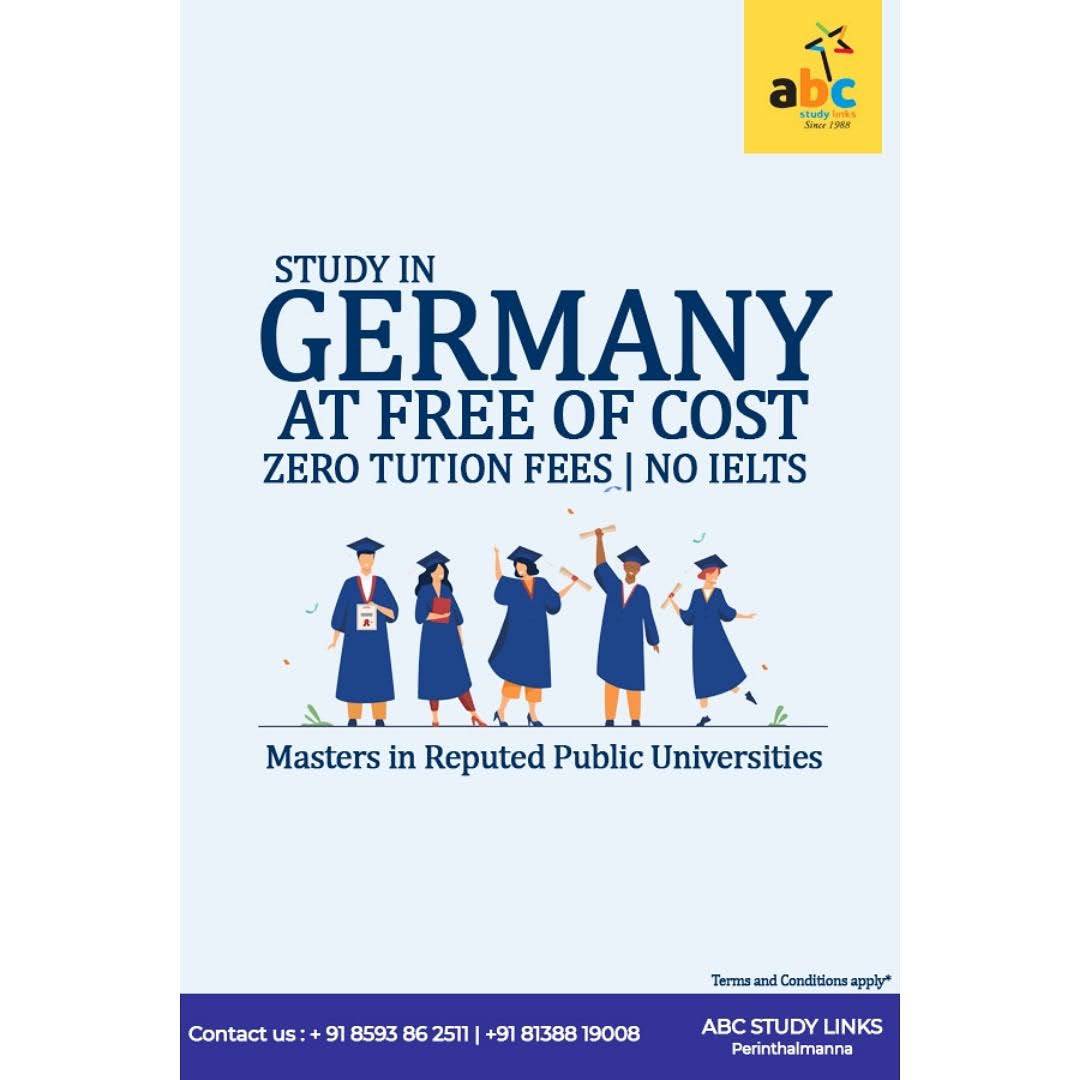 abc
study links
Since 1988
STUDY IN
GERMANY
AT FREE OF COST
ZERO TUTION FEES | NO IELTS
Masters in Reputed Public Universities
Terms and Conditions apply*
Contact us : + 91 8593 86 2511 | +91 81388 19008
ABC STUDY LINKS
Perinthalmanna